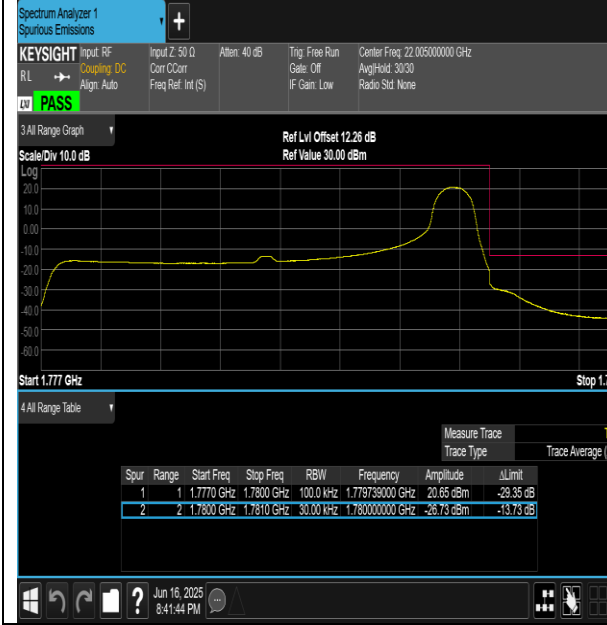 Spectrum Analyzer 1
Spurious Emissions
+
KEYSIGHT Input: RF
Coupling: DC
Align: Auto
R L
LXI PASS
Input Z: 50 Ω
Corr CCorr
Freq Ref: Int (S)
Atten: 40 dB
Trig: Free Run
Gate: Off
IF Gain: Low
Center Freq: 22.005000000 GHz
Avg|Hold: 30/30
Radio Std: None
3 All Range Graph
Scale/Div 10.0 dB
Ref Lvl Offset 12.26 dB
Ref Value 30.00 dBm
Log
20.0
10.0
0.00
-10.0
-20.0
-30.0
-40.0
-50.0
-60.0
Start 1.777 GHz
Stop 1.7
4 All Range Table
Measure Trace
Trace Type Trace Average (
Spur Range Start Freq Stop Freq RBW Frequency Amplitude ΔLimit
1 1 1.7770 GHz 1.7800 GHz 100.0 kHz 1.779739000 GHz 20.65 dBm -29.35 dB
2 2 1.7800 GHz 1.7810 GHz 30.00 kHz 1.780000000 GHz -26.73 dBm -13.73 dB
?
Jun 16, 2025
8:41:44 PM